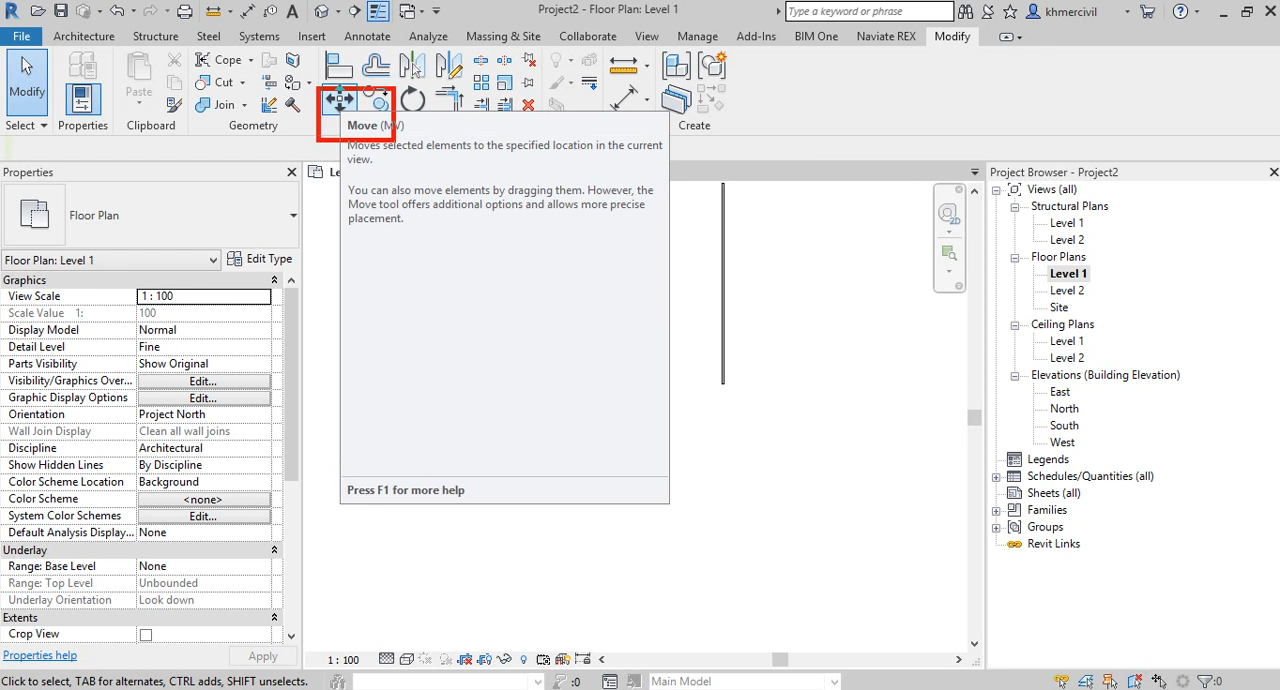 Project2 - Floor Plan: Level 1
Type a keyword or phrase
khmercivil
File Architecture Structure Steel Systems Insert Annotate Analyze Massing & Site Collaborate View Manage Add-Ins BIM One Naviate REX Modify
Modify
Paste
Cope
Cut
Join
Select Properties Clipboard Geometry Create
Move (MV)
Moves selected elements to the specified location in the current
view.
You can also move elements by dragging them. However, the
Move tool offers additional options and allows more precise
placement.
Press F1 for more help
Properties
Floor Plan
Floor Plan: Level 1 Edit Type
Graphics
View Scale 1 : 100
Scale Value 1: 100
Display Model Normal
Detail Level Fine
Parts Visibility Show Original
Visibility/Graphics Over... Edit...
Graphic Display Options Edit...
Orientation Project North
Wall Join Display Clean all wall joins
Discipline Architectural
Show Hidden Lines By Discipline
Color Scheme Location Background
Color Scheme <none>
System Color Schemes Edit...
Default Analysis Display... None
Underlay
Range: Base Level None
Range: Top Level Unbounded
Underlay Orientation Look down
Extents
Crop View
Properties help Apply
Le
2D
1 : 100
Project Browser - Project2
Views (all)
Structural Plans
Level 1
Level 2
Floor Plans
Level 1
Level 2
Site
Ceiling Plans
Level 1
Level 2
Elevations (Building Elevation)
East
North
South
West
Legends
Schedules/Quantities (all)
Sheets (all)
Families
Groups
Revit Links
Click to select, TAB for alternates, CTRL adds, SHIFT unselects. :0 Main Model :0